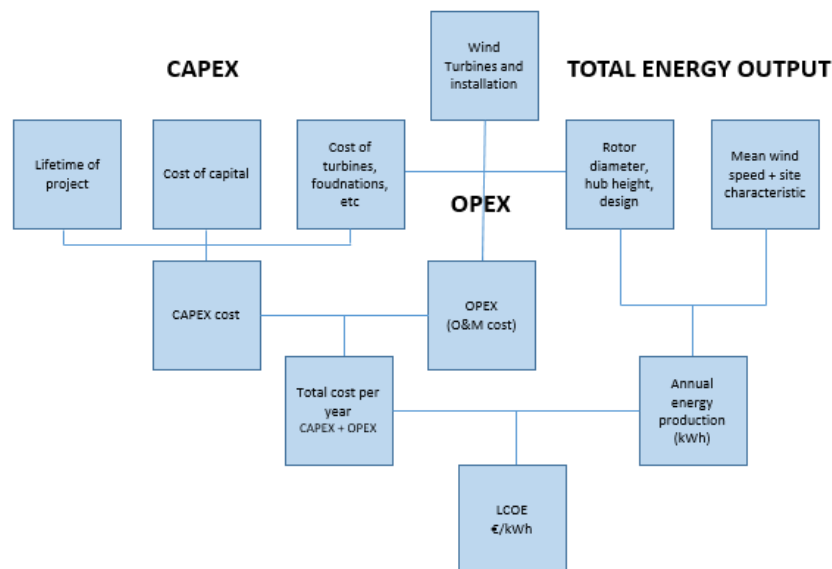 CAPEX
Wind
Turbines and
installation
TOTAL ENERGY OUTPUT
Lifetime of
project
Cost of capital
Cost of
turbines,
foudnations,
etc
Rotor
diameter,
hub height,
design
Mean wind
speed + site
characteristic
OPEX
CAPEX cost
OPEX
(O&M cost)
Total cost per
year
CAPEX + OPEX
Annual
energy
production
(kWh)
LCOE
€/kWh